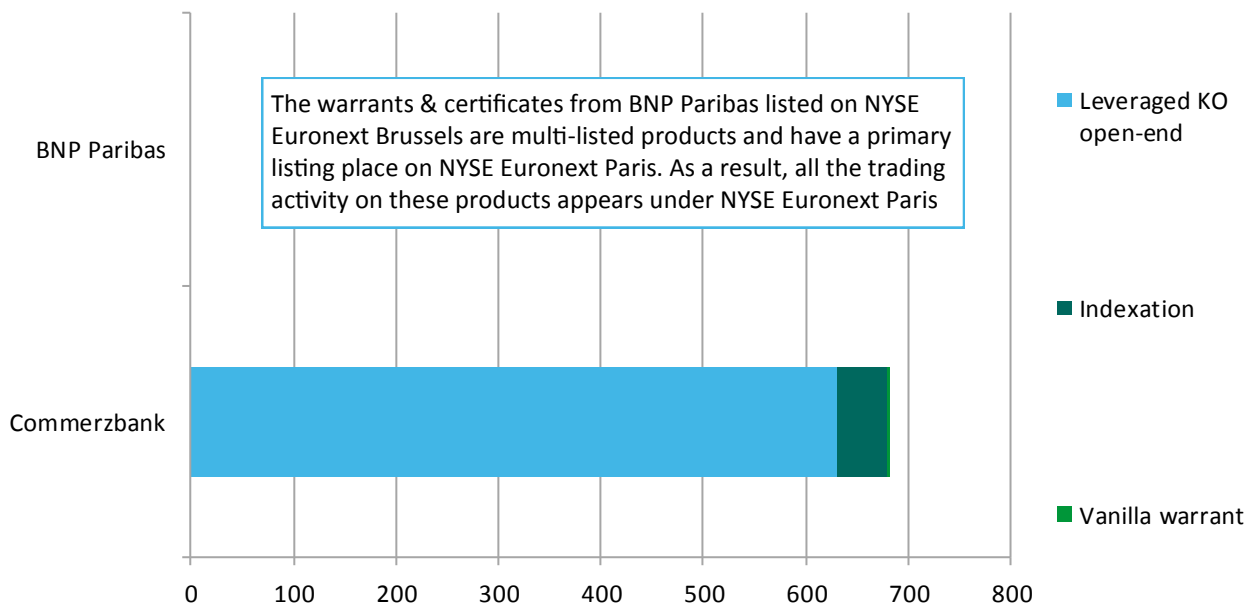 The warrants & certificates from BNP Paribas listed on NYSE
Euronext Brussels are multi-listed products and have a primary
listing place on NYSE Euronext Paris. As a result, all the trading
activity on these products appears under NYSE Euronext Paris
BNP Paribas
Commerzbank
0 100 200 300 400 500 600 700 800
Leveraged KO
open-end
Indexation
Vanilla warrant